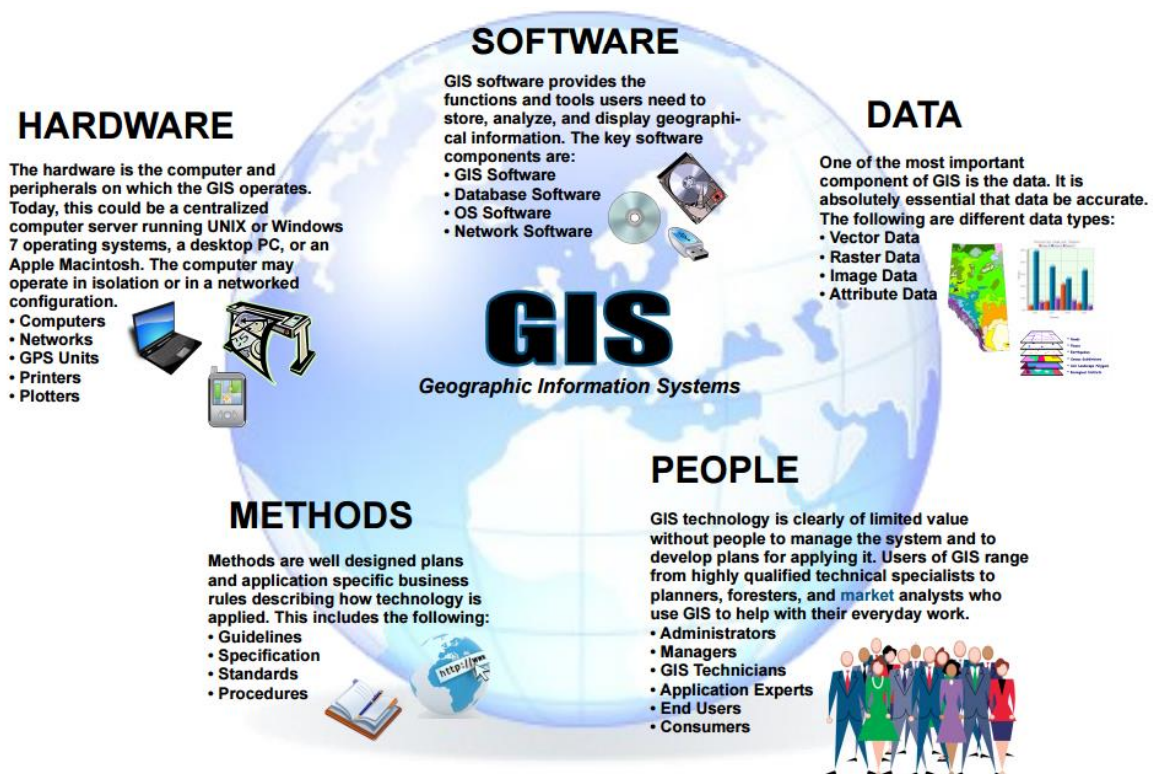 SOFTWARE
GIS software provides the
functions and tools users need to
store, analyze, and display geographi-
cal information. The key software
components are:
• GIS Software
• Database Software
• OS Software
• Network Software
HARDWARE
The hardware is the computer and
peripherals on which the GIS operates.
Today, this could be a centralized
computer server running UNIX or Windows
7 operating systems, a desktop PC, or an
Apple Macintosh. The computer may
operate in isolation or in a networked
configuration.
• Computers
• Networks
• GPS Units
• Printers
• Plotters
DATA
One of the most important
component of GIS is the data. It is
absolutely essential that data be accurate.
The following are different data types:
• Vector Data
• Raster Data
• Image Data
• Attribute Data
GIS
Geographic Information Systems
METHODS
Methods are well designed plans
and application specific business
rules describing how technology is
applied. This includes the following:
• Guidelines
• Specification
• Standards
• Procedures
http://www
PEOPLE
GIS technology is clearly of limited value
without people to manage the system and to
develop plans for applying it. Users of GIS range
from highly qualified technical specialists to
planners, foresters, and market analysts who
use GIS to help with their everyday work.
• Administrators
• Managers
• GIS Technicians
• Application Experts
• End Users
• Consumers